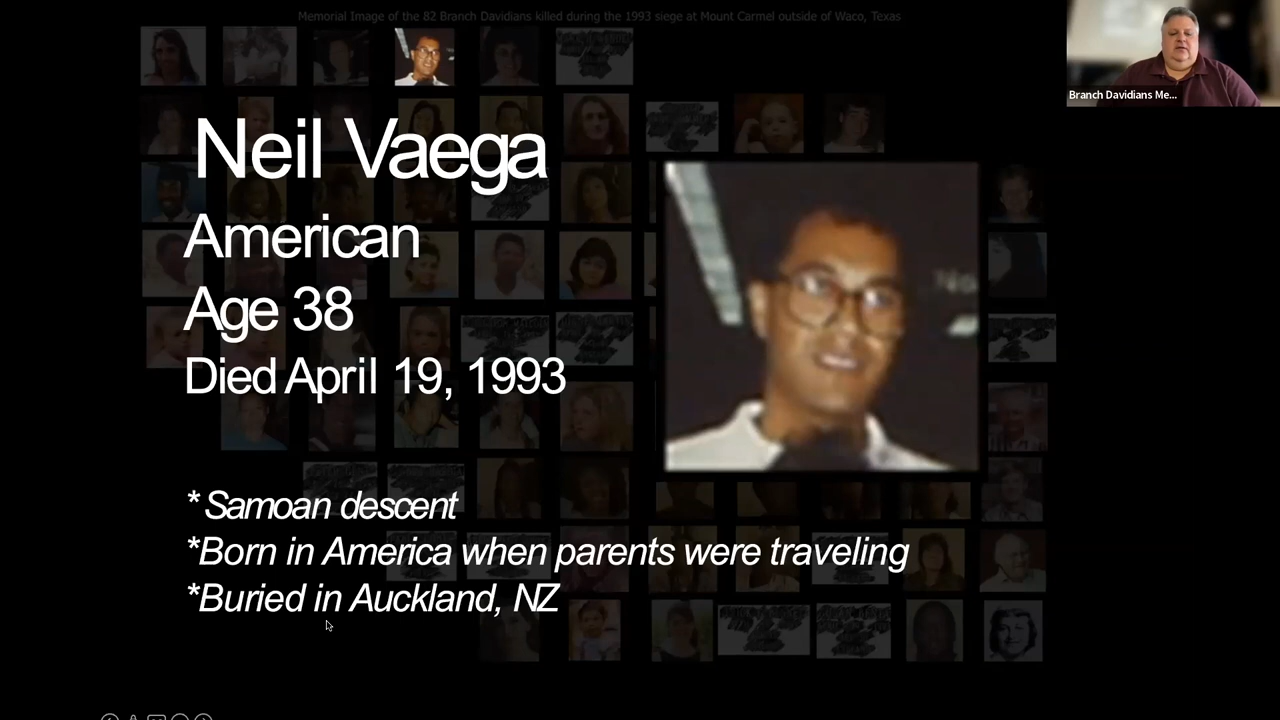 Memorial Image of the 82 Branch Davidians killed during the 1993 siege at Mount Carmel outside of Waco, Texas
Branch Davidians Me...
Neil Vaega
American
Age 38
Died April 19, 1993
No
* Samoan descent
*Born in America when parents were traveling
*Buried in Auckland, NZ